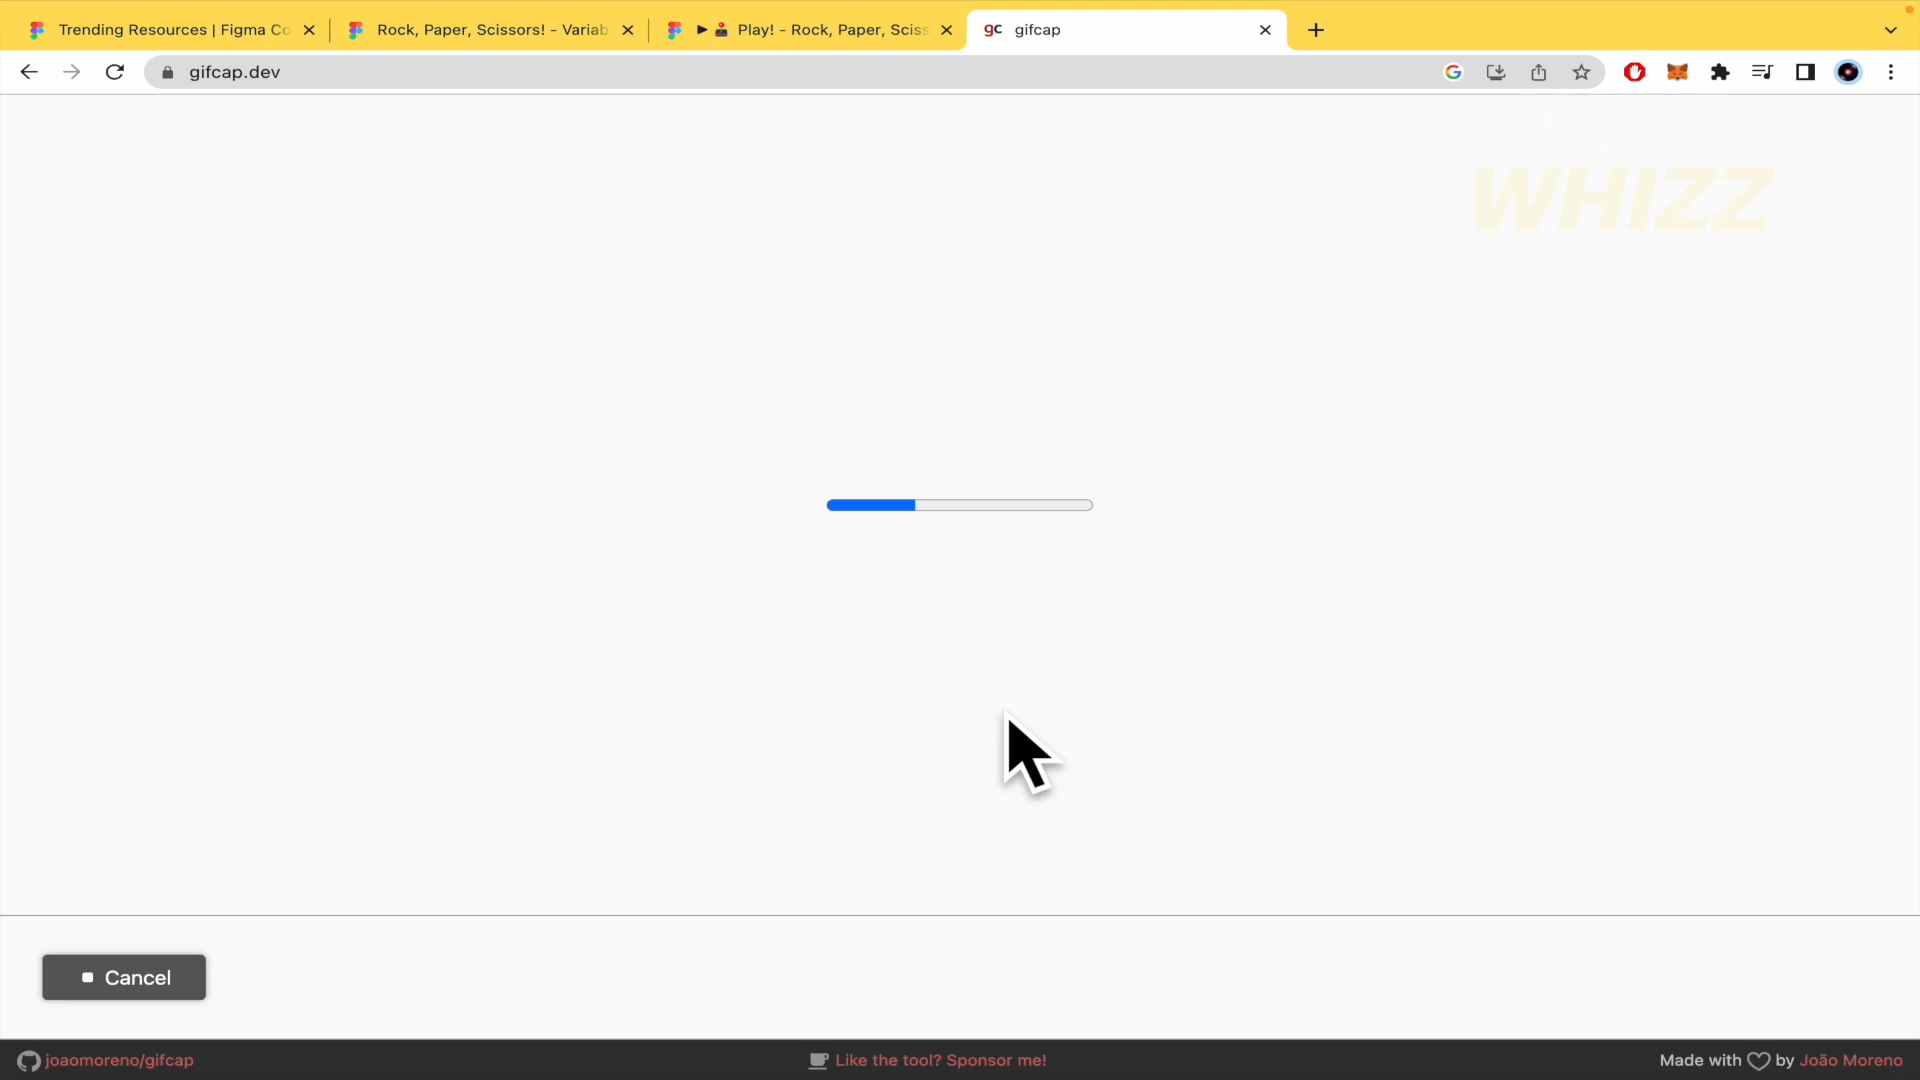 Trending Resources | Figma Co
Rock, Paper, Scissors! - Variab
Play! - Rock, Paper, Sciss
gc gifcap
gifcap.dev
WEB
WHIZZ
Cancel
joaomoreno/gifcap
Like the tool? Sponsor me!
Made with by João Moreno